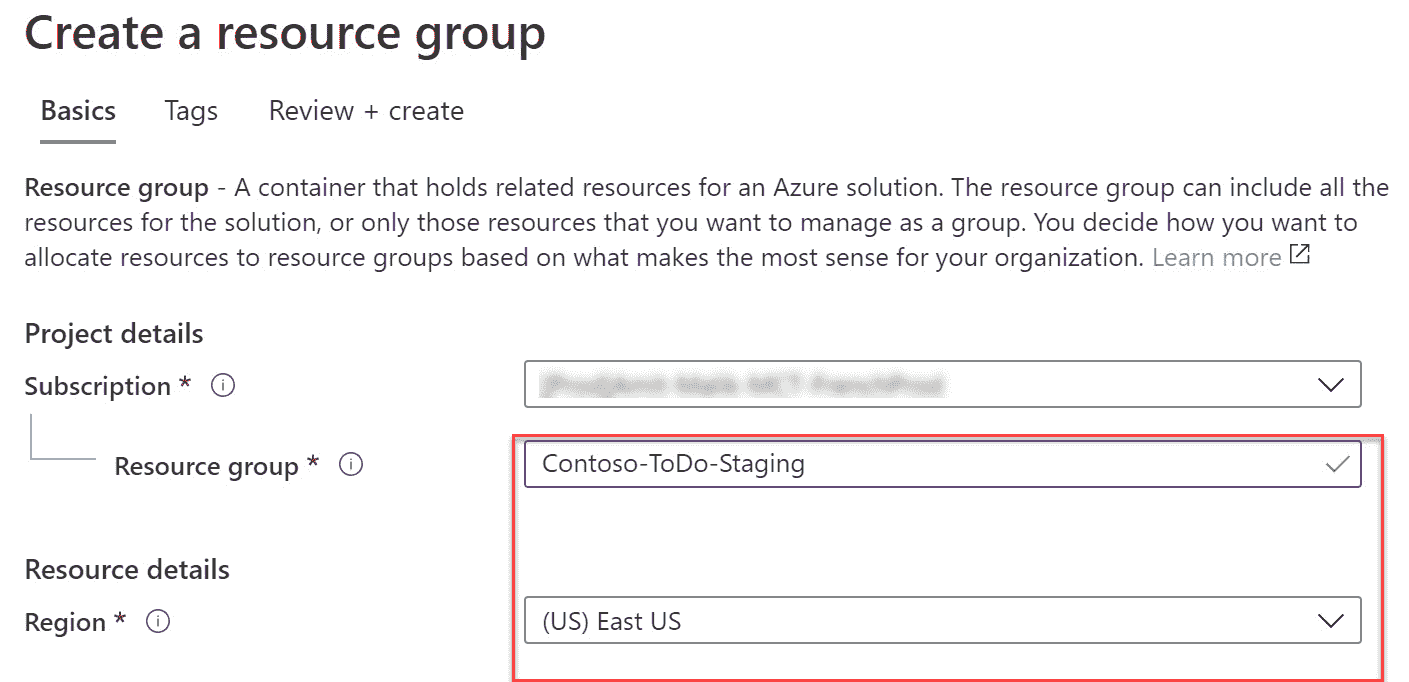 Create a resource group
Basics Tags Review + create
Resource group - A container that holds related resources for an Azure solution. The resource group can include all the
resources for the solution, or only those resources that you want to manage as a group. You decide how you want to
allocate resources to resource groups based on what makes the most sense for your organization. Learn more
Project details
Subscription *
Resource group * Contoso-ToDo-Staging
Resource details
Region * (US) East US